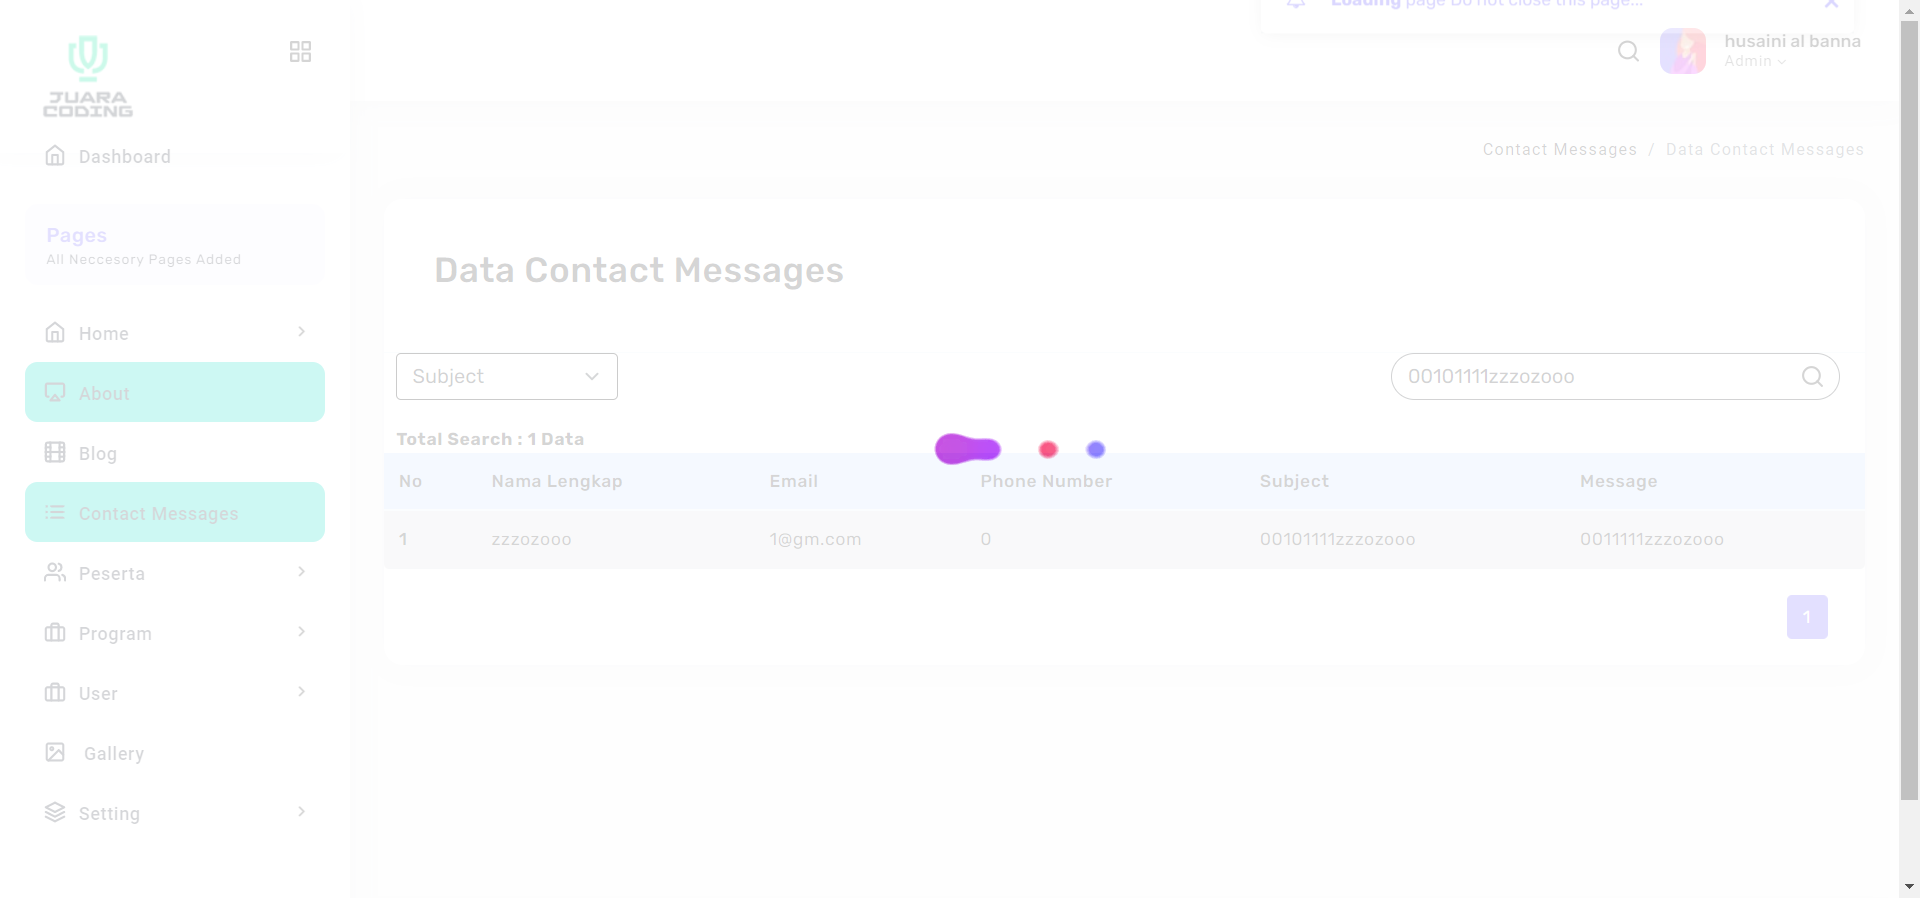 Loading page Do not close this page...
JUARA
CODING
husaini al banna
Admin
Dashboard
Contact Messages / Data Contact Messages
Pages
All Neccesory Pages Added
Data Contact Messages
Home
Subject
00101111zzzozooo
About
Total Search : 1 Data
Blog
No Nama Lengkap Email Phone Number Subject Message
Contact Messages
1 zzzozooo 1@gm.com 0 00101111zzzozooo 0011111zzzozooo
Peserta
1
Program
User
Gallery
Setting